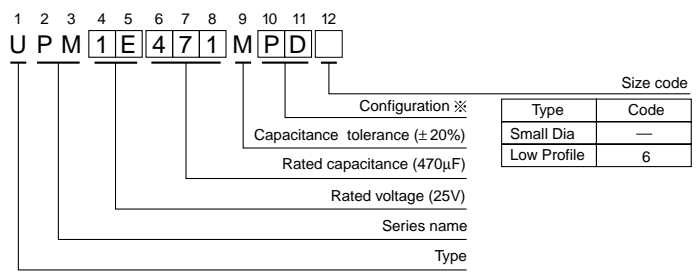 1 2 3 4 5 6 7 8 9 10 11 12
U P M 1 E 4 7 1 M P D
Size code
Configuration ※
Capacitance tolerance (±20%)
Rated capacitance (470µF)
Rated voltage (25V)
Series name
Type
Type Code
Small Dia —
Low Profile 6